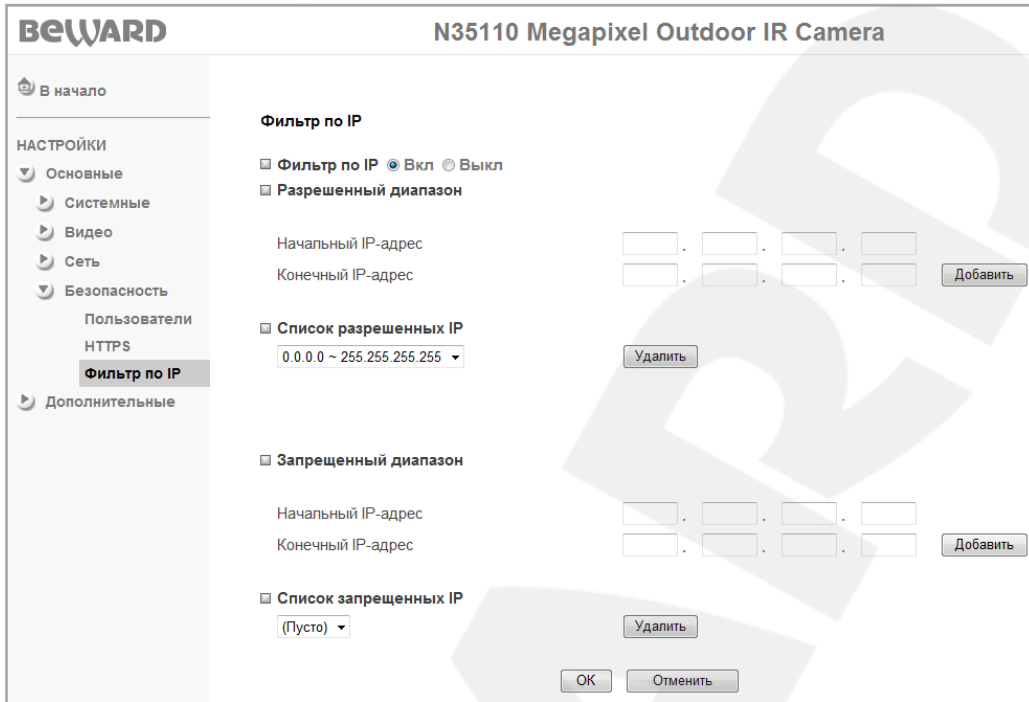 BEWARD
N35110 Megapixel Outdoor IR Camera
В начало
НАСТРОЙКИ
Основные
Системные
Видео
Сеть
Безопасность
Пользователи
HTTPS
Фильтр по IP
Дополнительные
Фильтр по IP
Фильтр по IP Вкл Выкл
Разрешенный диапазон
Начальный IP-адрес . . .
Конечный IP-адрес . . . Добавить
Список разрешенных IP
0.0.0.0 ~ 255.255.255.255 Удалить
Запрещенный диапазон
Начальный IP-адрес . . .
Конечный IP-адрес . . . Добавить
Список запрещенных IP
(Пусто) Удалить
ОК Отменить